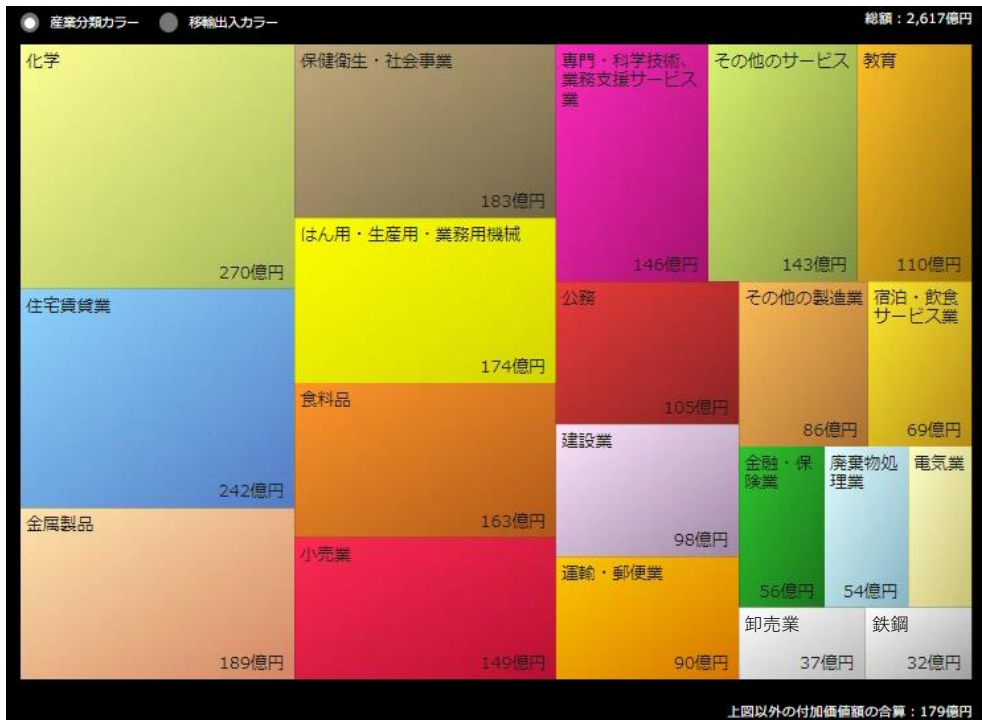 産業分類カラー 移輸出入カラー 総額：2,617億円
化学
270億円
住宅賃貸業
242億円
金属製品
189億円
保健衛生・社会事業
183億円
はん用・生産用・業務用機械
174億円
食料品
163億円
小売業
149億円
専門・科学技術、
業務支援サービス
業
146億円
その他のサービス
143億円
教育
110億円
公務
105億円
建設業
98億円
運輸・郵便業
90億円
その他の製造業
86億円
宿泊・飲食
サービス業
69億円
金融・保
険業
56億円
廃棄物処
理業
54億円
電気業
卸売業
37億円
鉄鋼
32億円
上図以外の付加価値額の合算：179億円